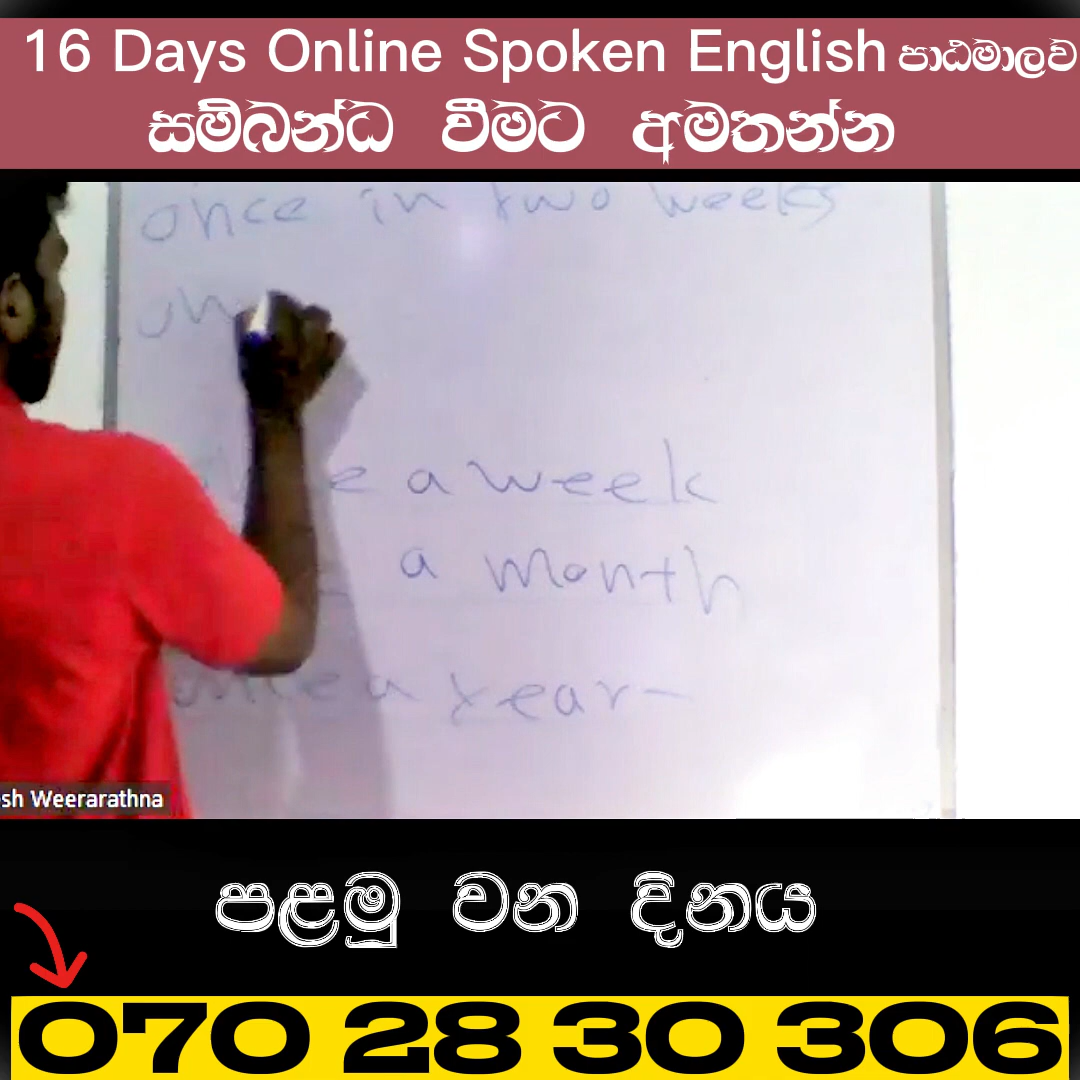 16 Days Online Spoken English පාඨමාලව
සම්බන්ධ වීමට අමතන්න
once in two weeks
a week
a month
a year
sh Weerarathna
පළමු වන දිනය
070 28 30 306